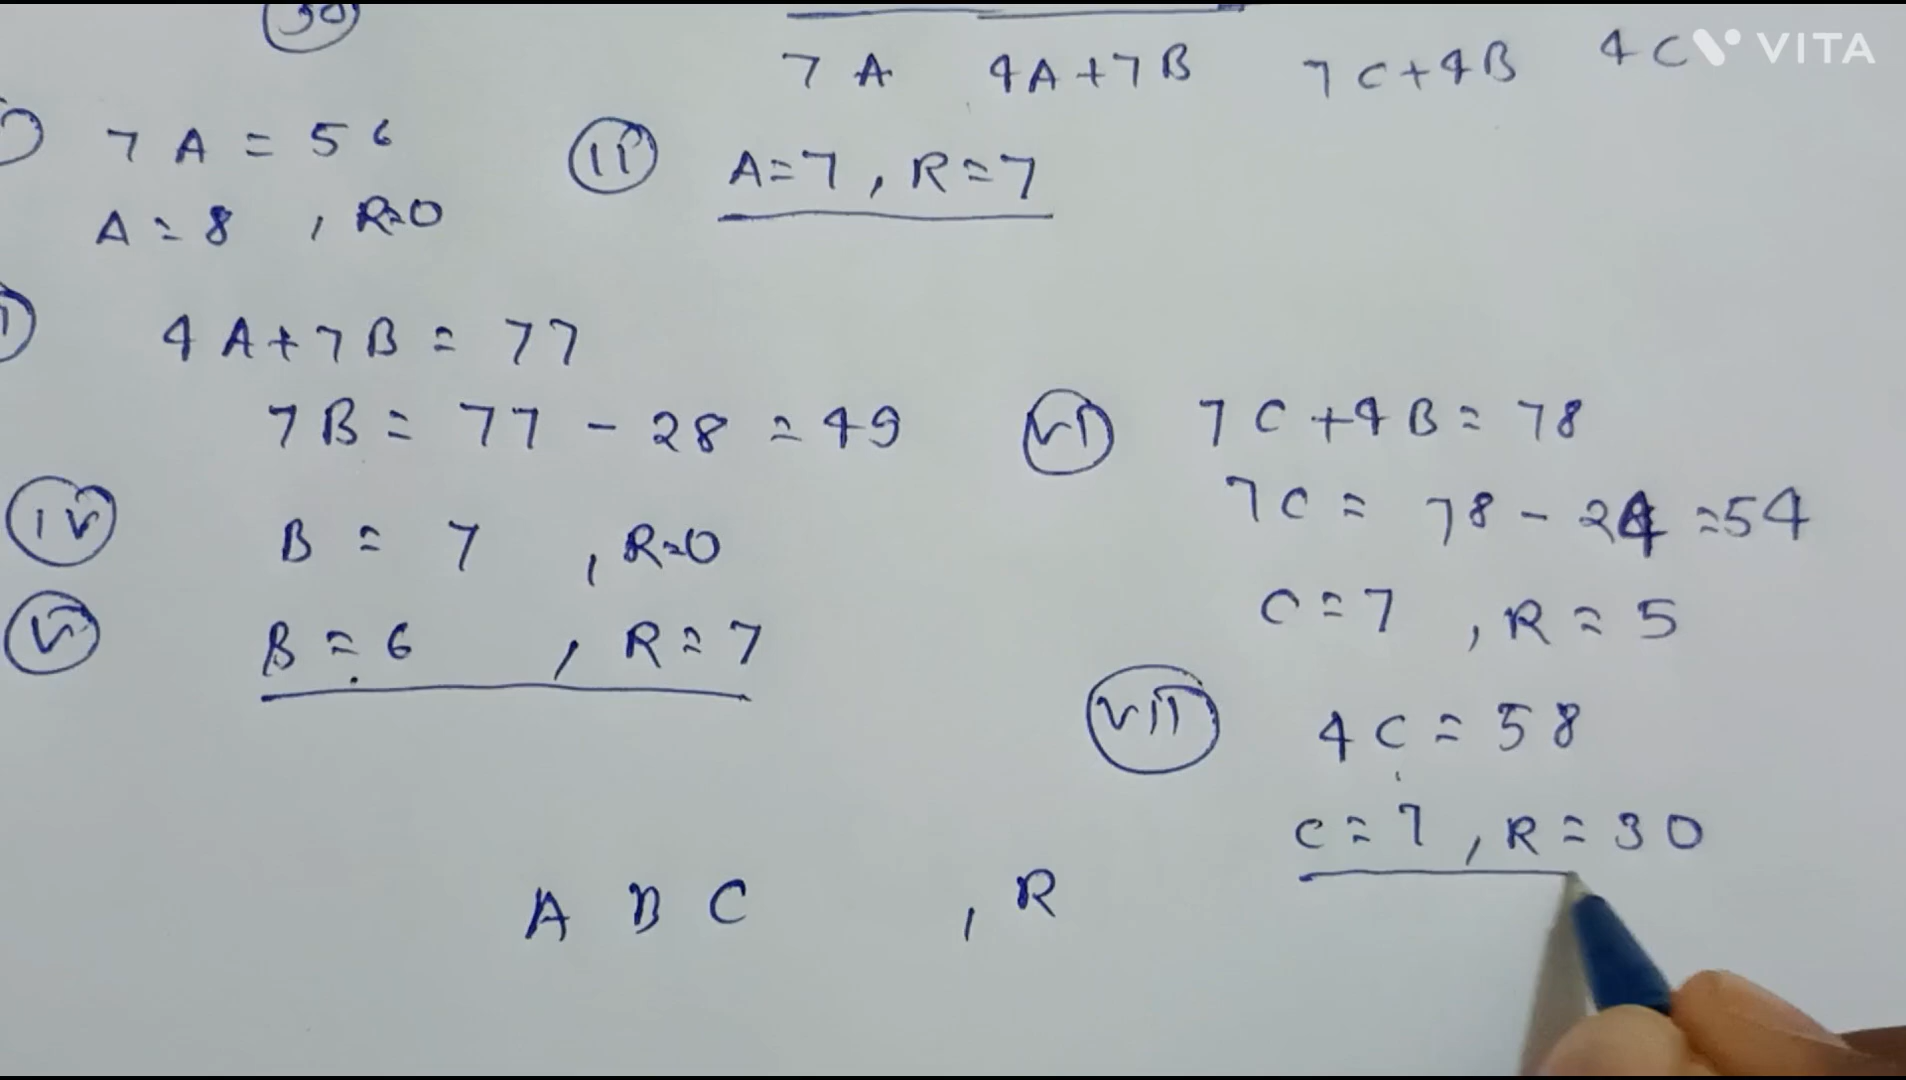 30
7A 4A+7B 7C+4B 4C
VITA
7A = 56
A = 8 , R=0
ii A=7, R=7
4A+7B = 77
7B = 77 - 28 = 49
iv B = 7 , R=0
v B = 6 , R = 7
vi 7C+4B= 78
7C = 78 - 24 =54
C=7 , R = 5
vii 4C = 58
C=7, R=30
A B C , R